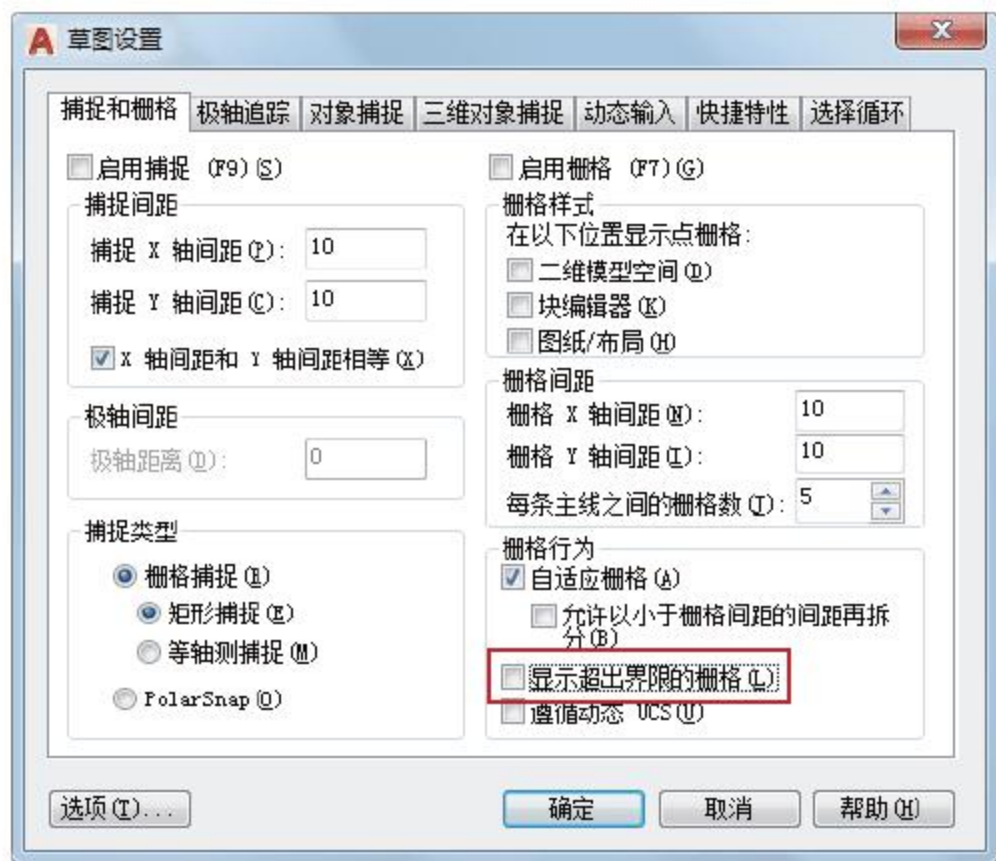 草图设置
捕捉和栅格 极轴追踪 对象捕捉 三维对象捕捉 动态输入 快捷特性 选择循环
启用捕捉 (F9)(S)
捕捉间距
捕捉 X 轴间距(P): 10
捕捉 Y 轴间距(C): 10
X 轴间距和 Y 轴间距相等(X)
极轴间距
极轴距离(D): 0
捕捉类型
栅格捕捉(R)
矩形捕捉(E)
等轴测捕捉(M)
PolarSnap(O)
启用栅格 (F7)(G)
栅格样式
在以下位置显示点栅格:
二维模型空间(D)
块编辑器(K)
图纸/布局(H)
栅格间距
栅格 X 轴间距(N): 10
栅格 Y 轴间距(I): 10
每条主线之间的栅格数(J): 5
栅格行为
自适应栅格(A)
允许以小于栅格间距的间距再拆
分(B)
显示超出界限的栅格(L)
遵循动态 UCS(U)
选项(T)... 确定 取消 帮助(H)